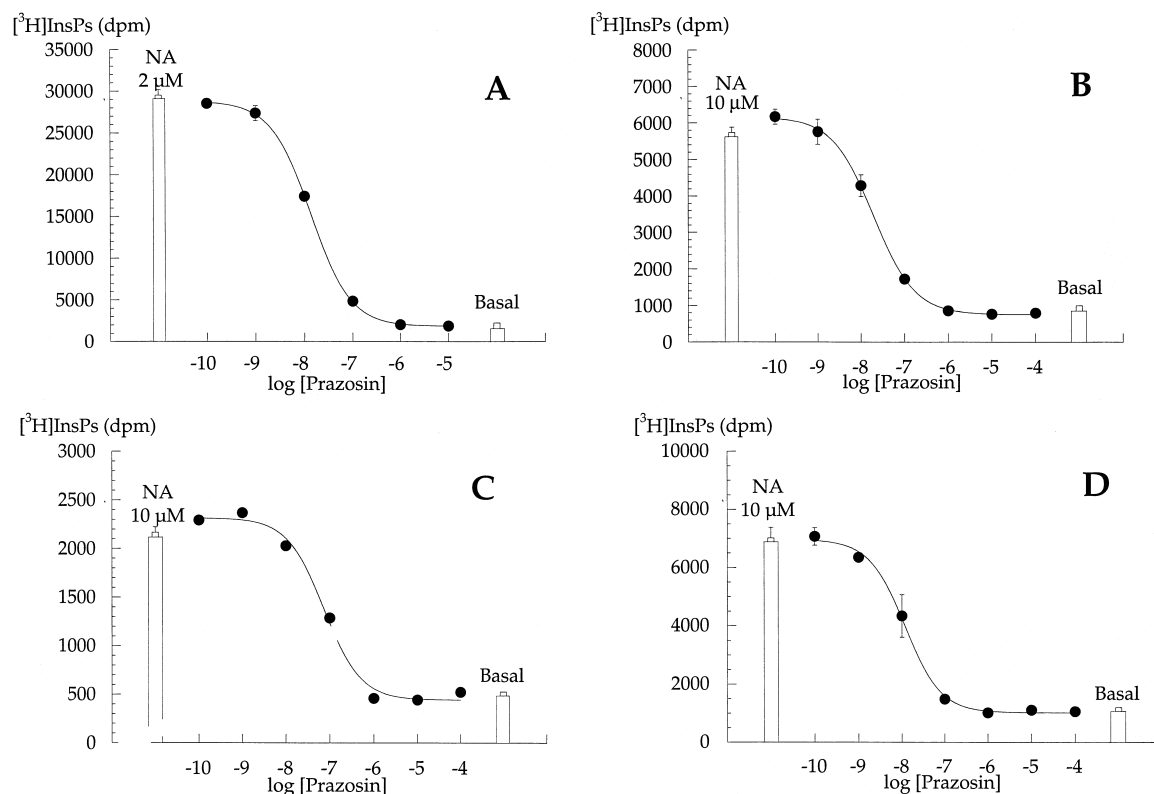 [³H]InsPs (dpm)
35000
30000
25000
20000
15000
10000
5000
0
NA
2 µM
A
Basal
-10 -9 -8 -7 -6 -5
log [Prazosin]
[³H]InsPs (dpm)
8000
7000
6000
5000
4000
3000
2000
1000
0
NA
10 µM
B
Basal
-10 -9 -8 -7 -6 -5 -4
log [Prazosin]
[³H]InsPs (dpm)
3000
2500
2000
1500
1000
500
0
NA
10 µM
C
Basal
-10 -9 -8 -7 -6 -5 -4
log [Prazosin]
[³H]InsPs (dpm)
10000
8000
6000
4000
2000
0
NA
10 µM
D
Basal
-10 -9 -8 -7 -6 -5 -4
log [Prazosin]